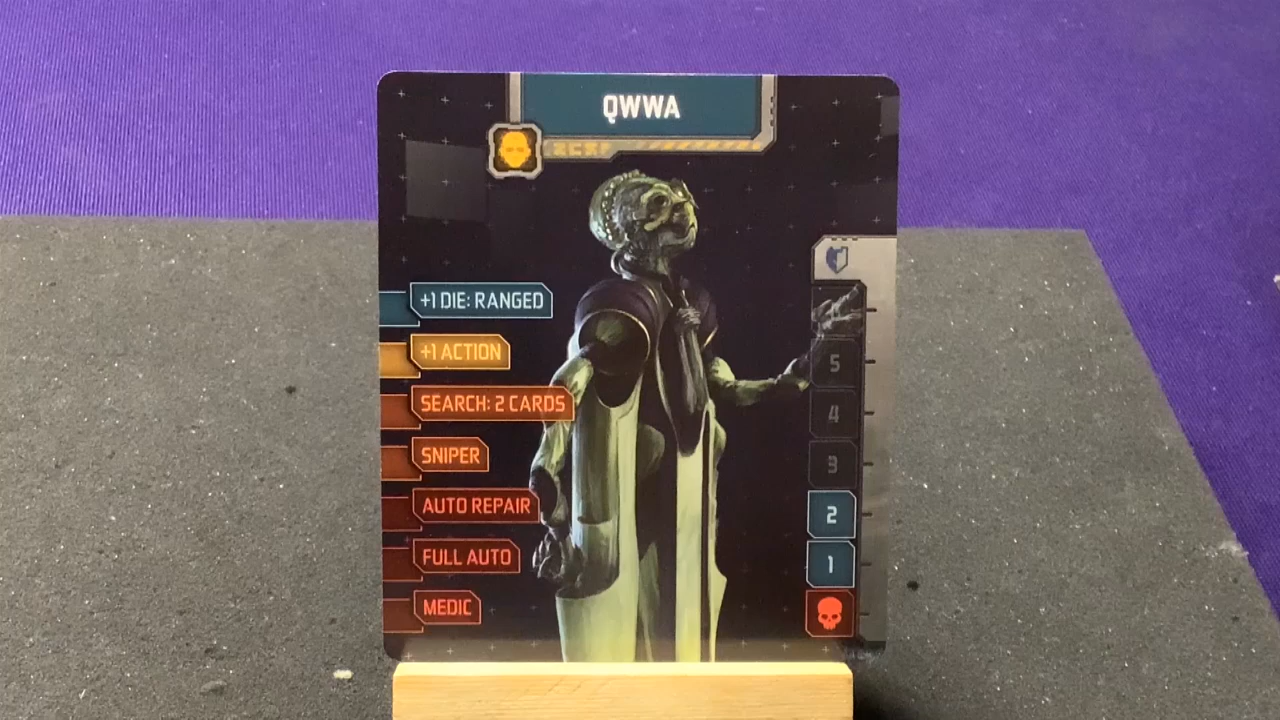 QWWA
+1 DIE: RANGED
+1 ACTION
SEARCH: 2 CARDS
SNIPER
AUTO REPAIR
FULL AUTO
MEDIC
5
4
3
2
1